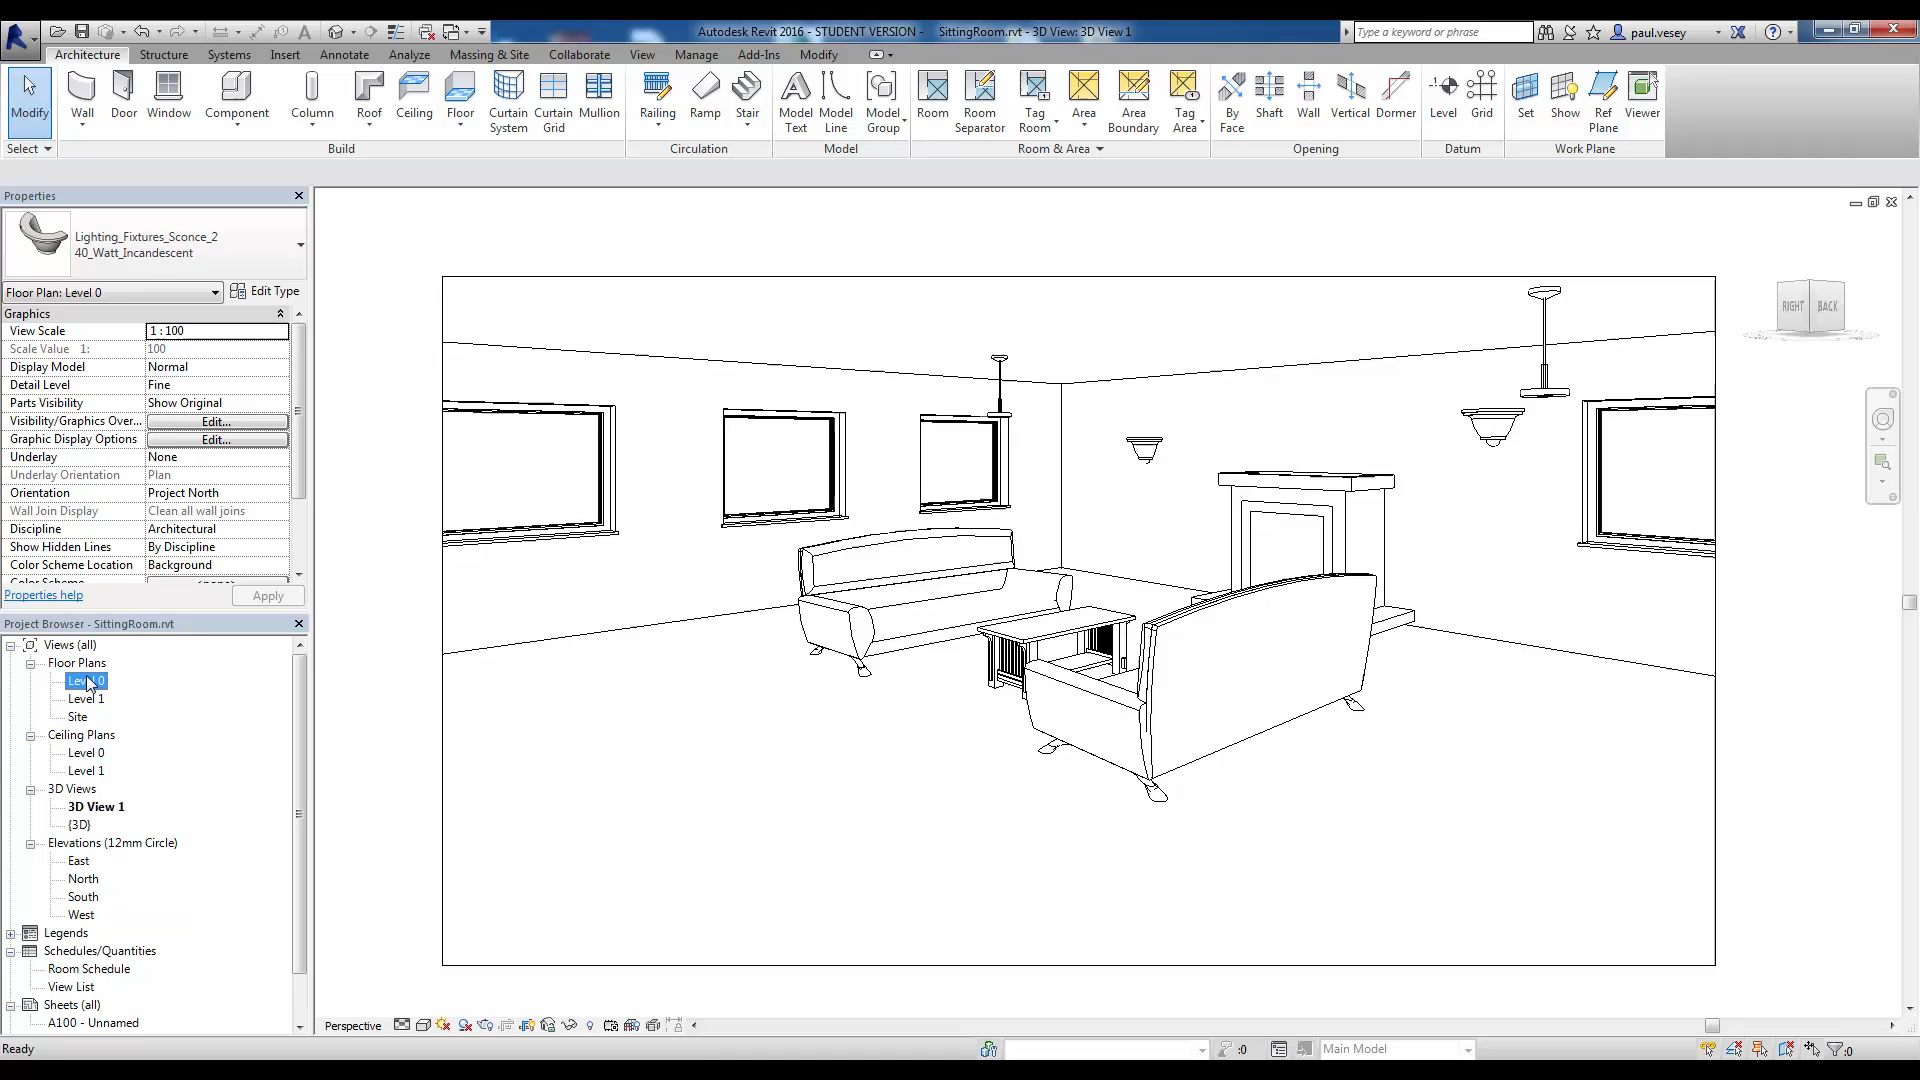 Autodesk Revit 2016 - STUDENT VERSION - SittingRoom.rvt - 3D View: 3D View 1
Type a keyword or phrase
paul.vesey
Architecture Structure Systems Insert Annotate Analyze Massing & Site Collaborate View Manage Add-Ins Modify
Modify Wall Door Window Component Column Roof Ceiling Floor Curtain System Curtain Grid Mullion Railing Ramp Stair Model Text Model Line Model Group Room Room Separator Tag Room Area Area Boundary Tag Area By Face Shaft Wall Vertical Dormer Level Grid Set Show Ref Plane Viewer
Select Build Circulation Model Room & Area Opening Datum Work Plane
Properties
Lighting_Fixtures_Sconce_2
40_Watt_Incandescent
Floor Plan: Level 0 Edit Type
Graphics
View Scale 1 : 100
Scale Value 1: 100
Display Model Normal
Detail Level Fine
Parts Visibility Show Original
Visibility/Graphics Over... Edit...
Graphic Display Options Edit...
Underlay None
Underlay Orientation Plan
Orientation Project North
Wall Join Display Clean all wall joins
Discipline Architectural
Show Hidden Lines By Discipline
Color Scheme Location Background
Properties help Apply
Project Browser - SittingRoom.rvt
Views (all)
Floor Plans
Level 0
Level 1
Site
Ceiling Plans
Level 0
Level 1
3D Views
3D View 1
{3D}
Elevations (12mm Circle)
East
North
South
West
Legends
Schedules/Quantities
Room Schedule
View List
Sheets (all)
A100 - Unnamed
RIGHT BACK
Perspective
Ready :0 Main Model :0